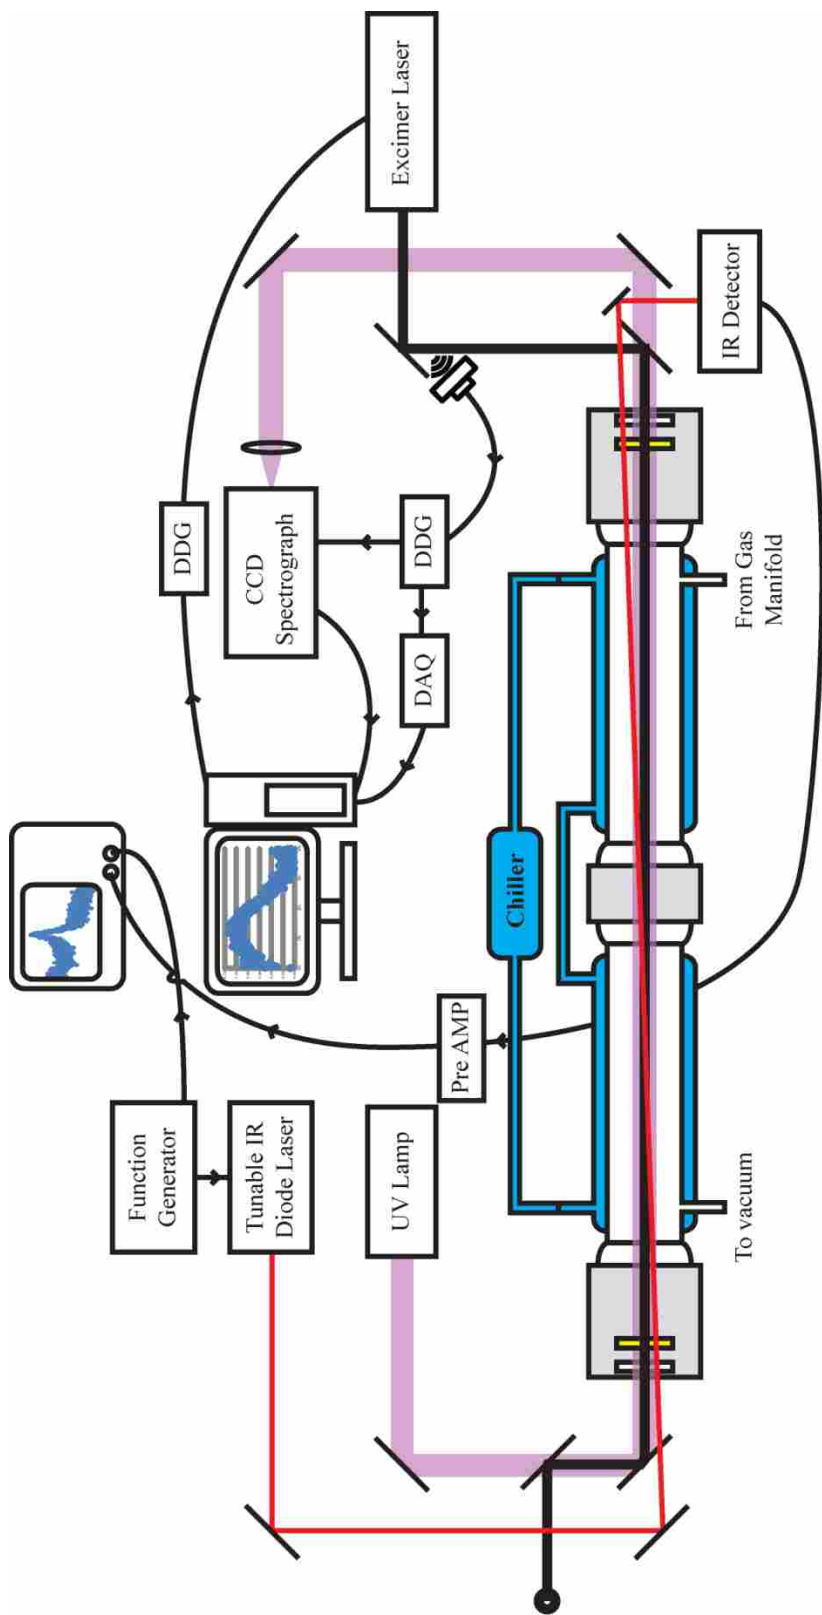 Function
Generator
Tunable IR
Diode Laser
UV Lamp
Pre AMP
Chiller
To vacuum
DDG
CCD
Spectrograph
DAQ
DDG
Excimer Laser
IR Detector
From Gas
Manifold